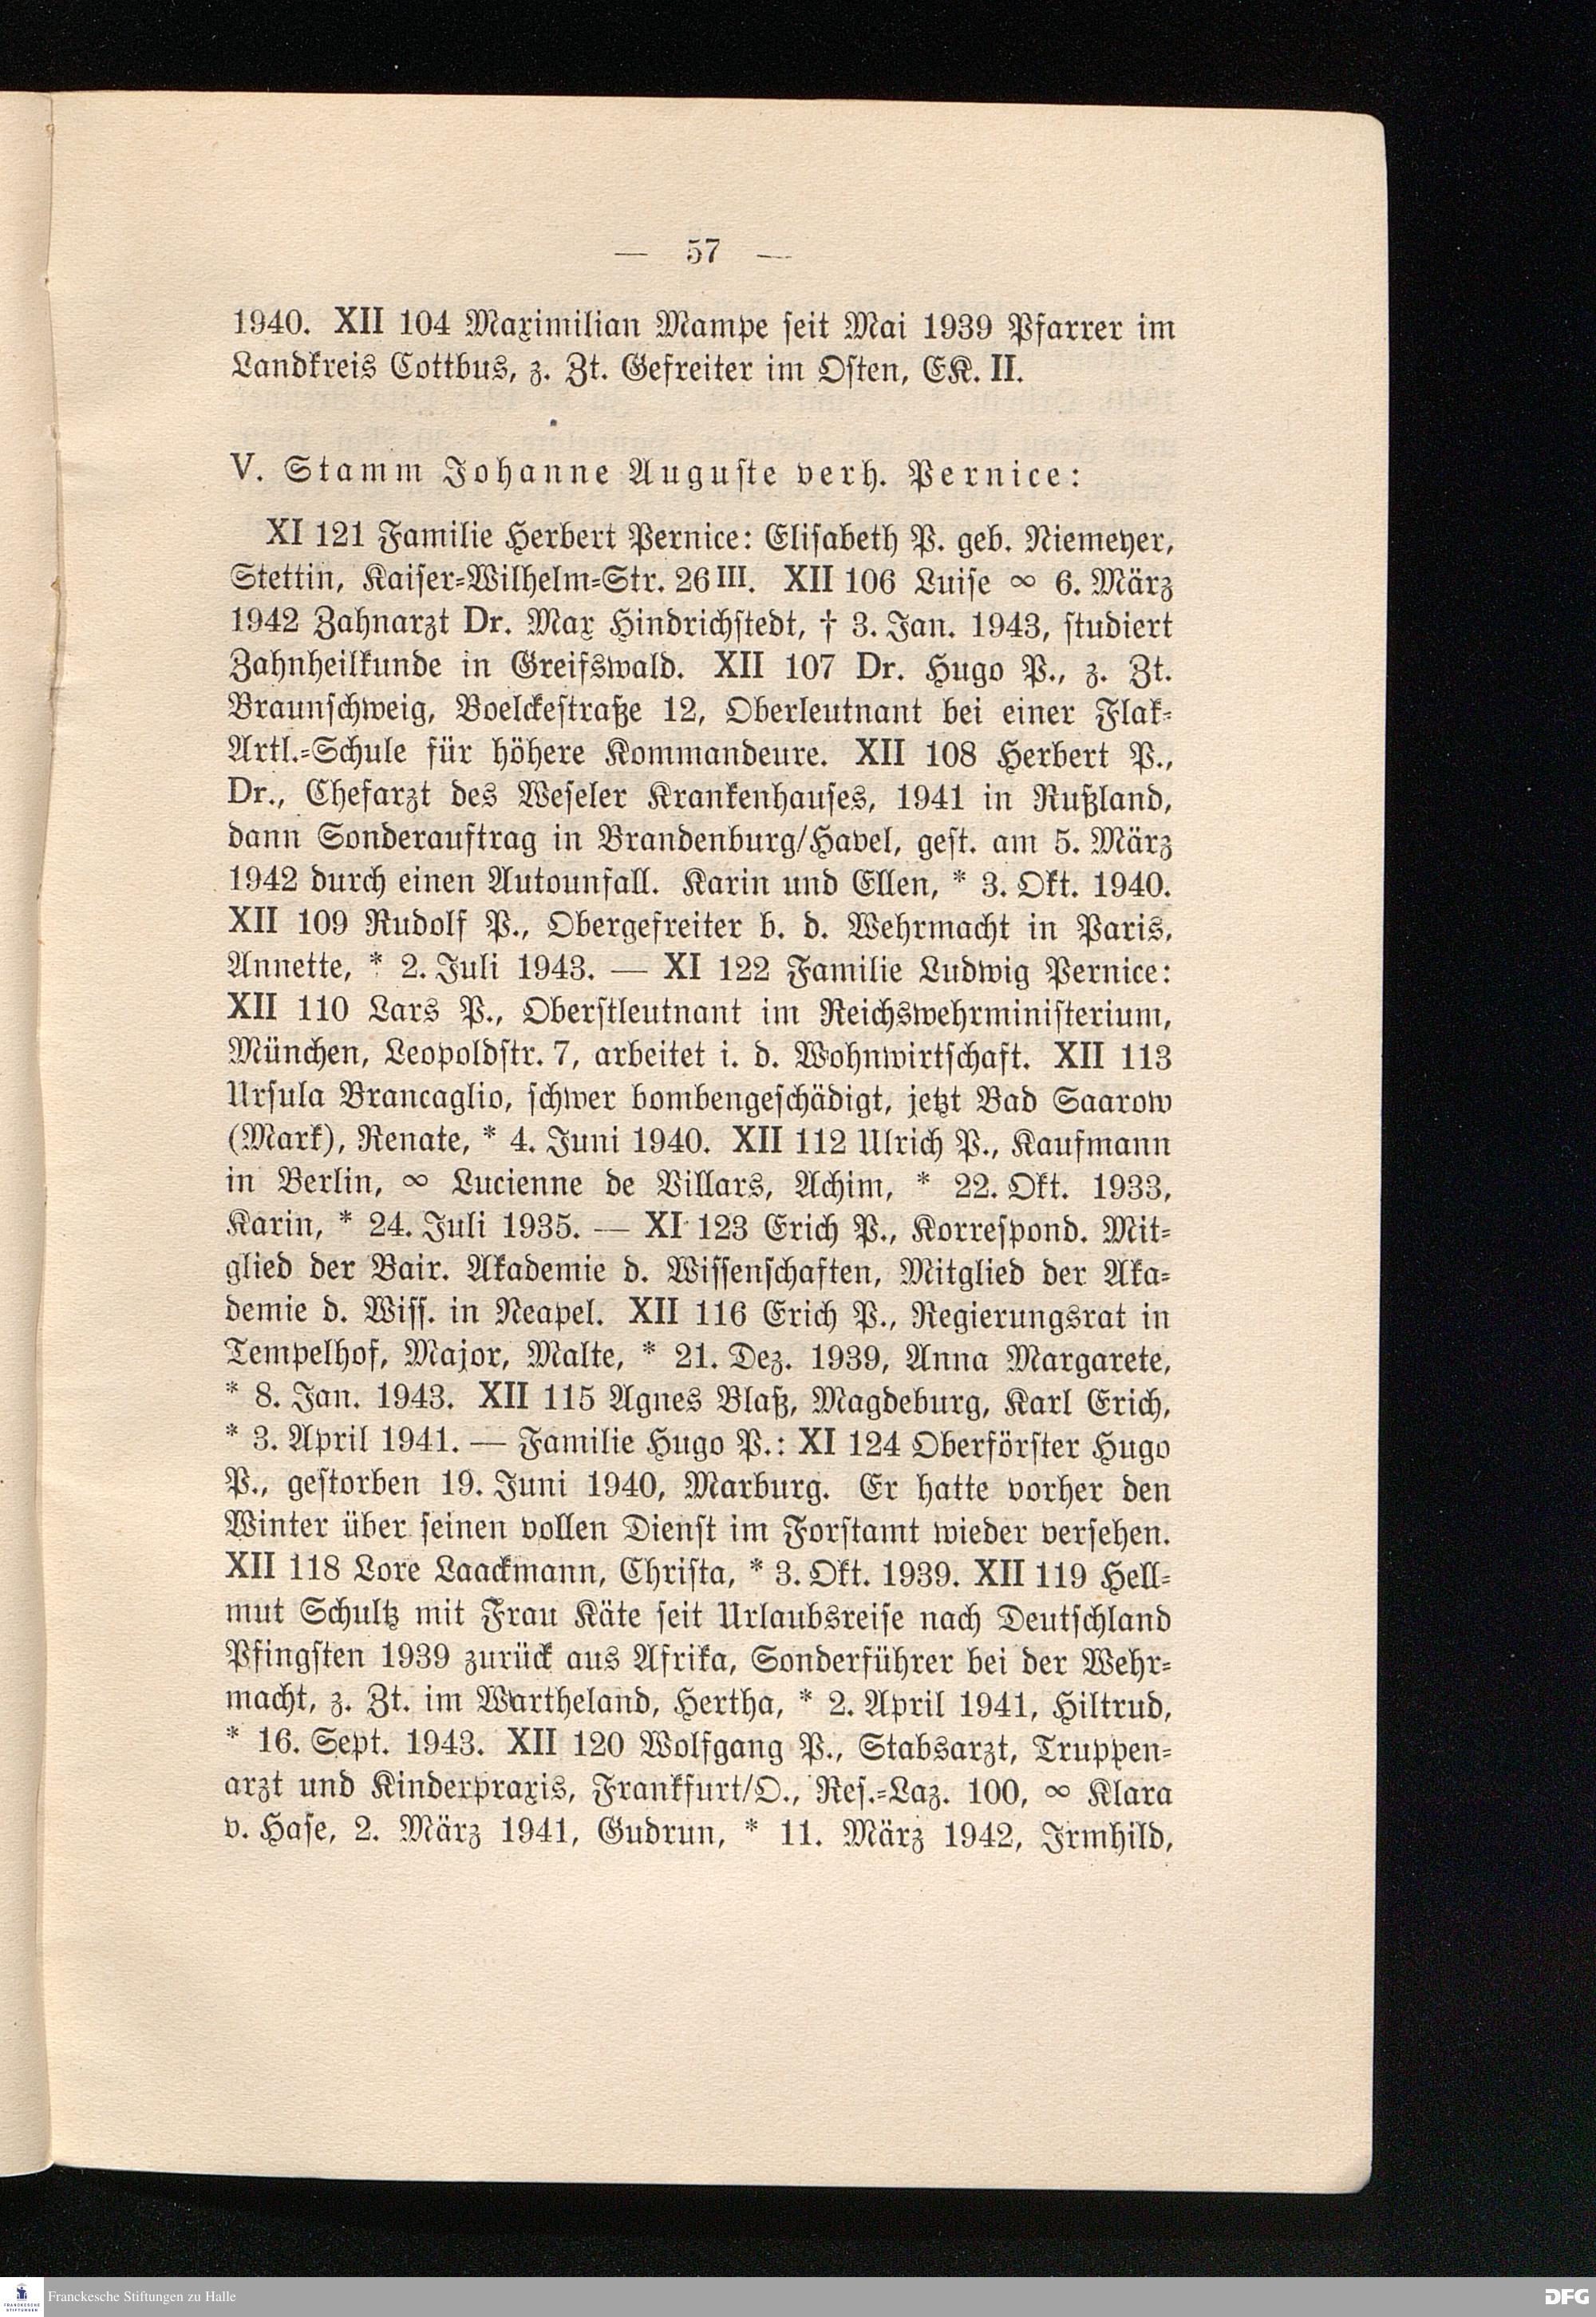 — 57 —
1940. XII 104 Maximilian Mampe seit Mai 1939 Pfarrer im
Landkreis Cottbus, z. Zt. Gefreiter im Osten, EK. II.
V. Stamm Johanne Auguste verh. Pernice:
XI 121 Familie Herbert Pernice: Elisabeth P. geb. Niemeyer,
Stettin, Kaiser-Wilhelm-Str. 26 III. XII 106 Luise ∞ 6. März
1942 Zahnarzt Dr. Max Hindrichstedt, † 3. Jan. 1943, studiert
Zahnheilkunde in Greifswald. XII 107 Dr. Hugo P., z. Zt.
Braunschweig, Boelckestraße 12, Oberleutnant bei einer Flak-
Artl.-Schule für höhere Kommandeure. XII 108 Herbert P.,
Dr., Chefarzt des Weseler Krankenhauses, 1941 in Rußland,
dann Sonderauftrag in Brandenburg/Havel, gest. am 5. März
1942 durch einen Autounfall. Karin und Ellen, * 3. Okt. 1940.
XII 109 Rudolf P., Obergefreiter b. d. Wehrmacht in Paris,
Annette, * 2. Juli 1943. — XI 122 Familie Ludwig Pernice:
XII 110 Lars P., Oberstleutnant im Reichswehrministerium,
München, Leopoldstr. 7, arbeitet i. d. Wohnwirtschaft. XII 113
Ursula Brancaglio, schwer bombengeschädigt, jetzt Bad Saarow
(Mark), Renate, * 4. Juni 1940. XII 112 Ulrich P., Kaufmann
in Berlin, ∞ Lucienne de Villars, Achim, * 22. Okt. 1933,
Karin, * 24. Juli 1935. — XI 123 Erich P., Korrespond. Mit-
glied der Bair. Akademie d. Wissenschaften, Mitglied der Aka-
demie d. Wiss. in Neapel. XII 116 Erich P., Regierungsrat in
Tempelhof, Major, Malte, * 21. Dez. 1939, Anna Margarete,
* 8. Jan. 1943. XII 115 Agnes Blaß, Magdeburg, Karl Erich,
* 3. April 1941. — Familie Hugo P.: XI 124 Oberförster Hugo
P., gestorben 19. Juni 1940, Marburg. Er hatte vorher den
Winter über seinen vollen Dienst im Forstamt wieder versehen.
XII 118 Lore Laackmann, Christa, * 3. Okt. 1939. XII 119 Hell-
mut Schultz mit Frau Käte seit Urlaubsreise nach Deutschland
Pfingsten 1939 zurück aus Afrika, Sonderführer bei der Wehr-
macht, z. Zt. im Wartheland, Hertha, * 2. April 1941, Hiltrud,
* 16. Sept. 1943. XII 120 Wolfgang P., Stabsarzt, Truppen-
arzt und Kinderpraxis, Frankfurt/O., Res.-Laz. 100, ∞ Klara
v. Hase, 2. März 1941, Gudrun, * 11. März 1942, Irmhild,
FRANCKESCHE STIFTUNGEN
Franckesche Stiftungen zu Halle
DFG